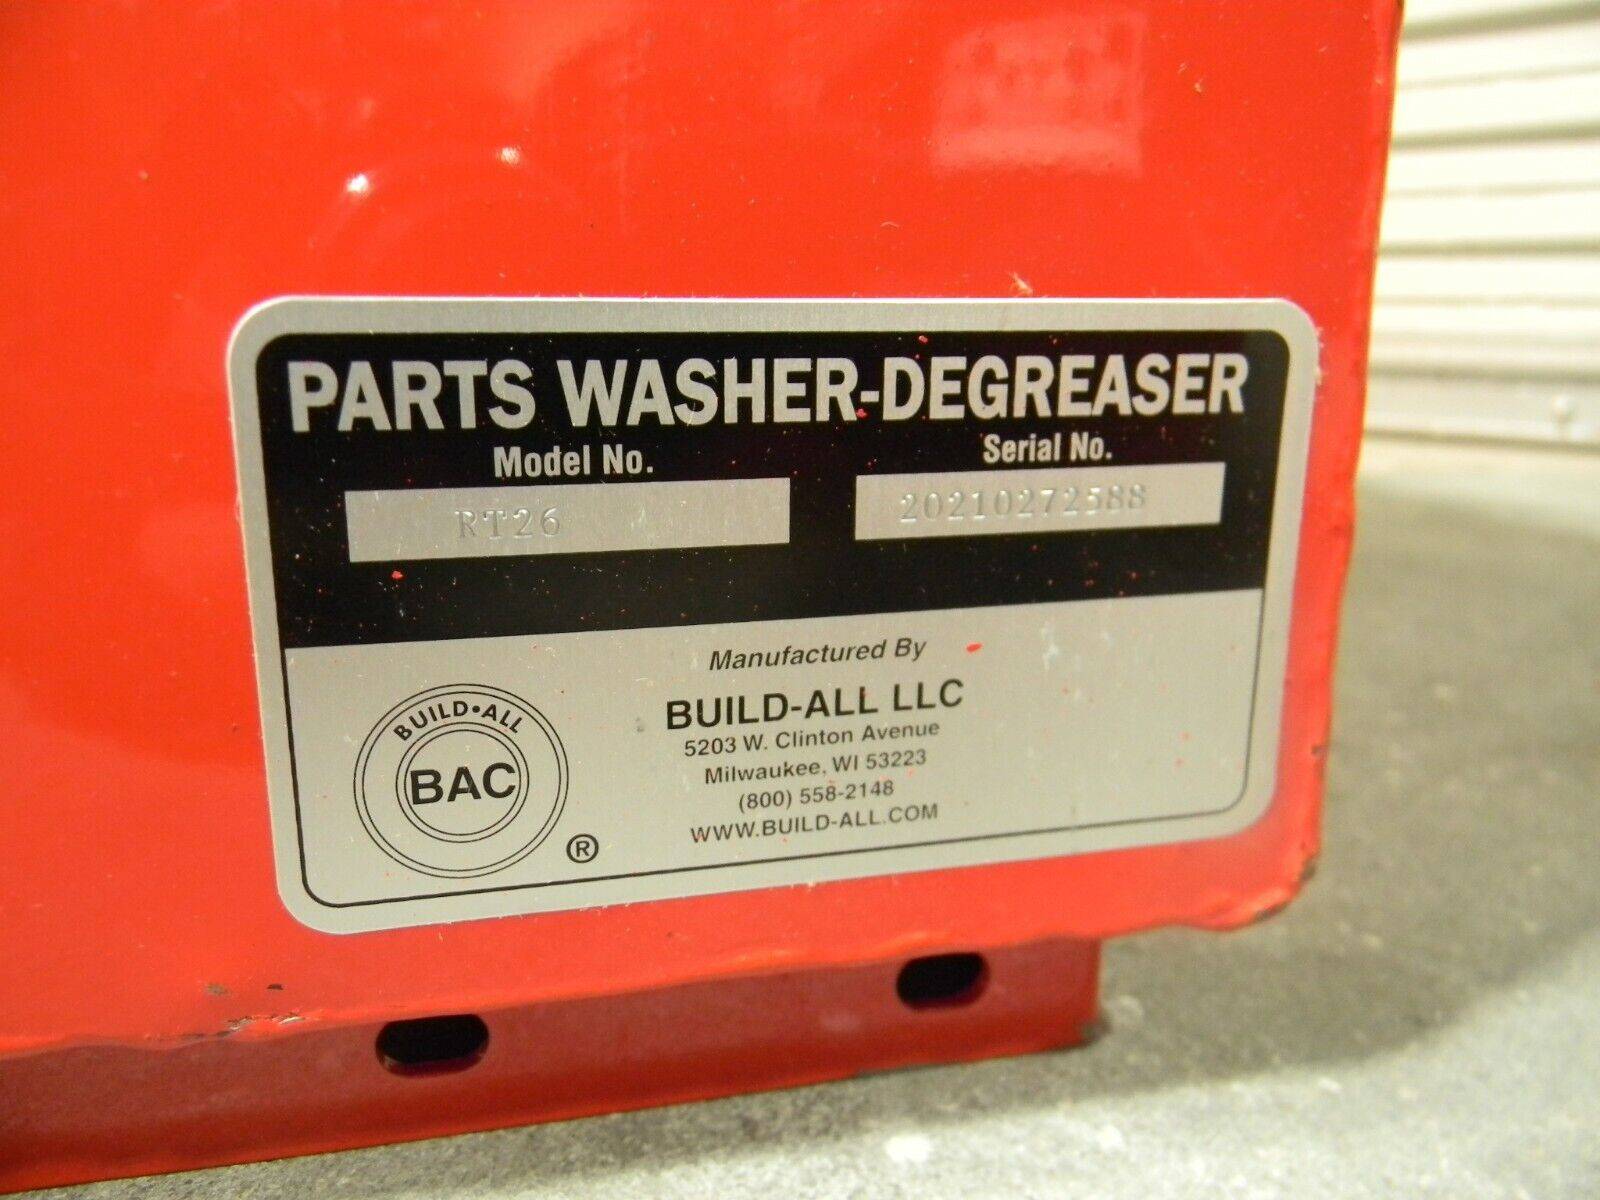 PARTS WASHER-DEGREASER
Model No. Serial No.
RT26 20210272588
Manufactured By
BUILD-ALL LLC
5203 W. Clinton Avenue
Milwaukee, WI 53223
(800) 558-2148
WWW.BUILD-ALL.COM
BUILD•ALL
BAC
®